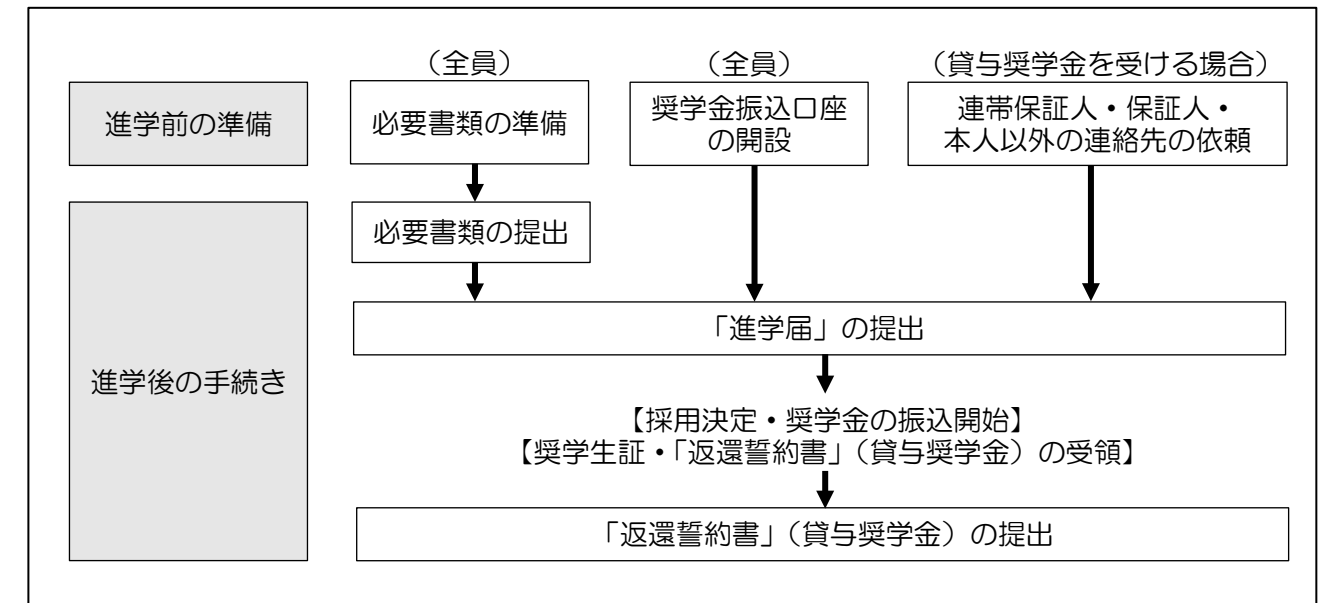 （全員）
（全員）
（貸与奨学金を受ける場合）
進学前の準備
必要書類の準備
奨学金振込口座
の開設
連帯保証人・保証人・
本人以外の連絡先の依頼
進学後の手続き
必要書類の提出
「進学届」の提出
【採用決定・奨学金の振込開始】
【奨学生証・「返還誓約書」（貸与奨学金）の受領】
「返還誓約書」（貸与奨学金）の提出